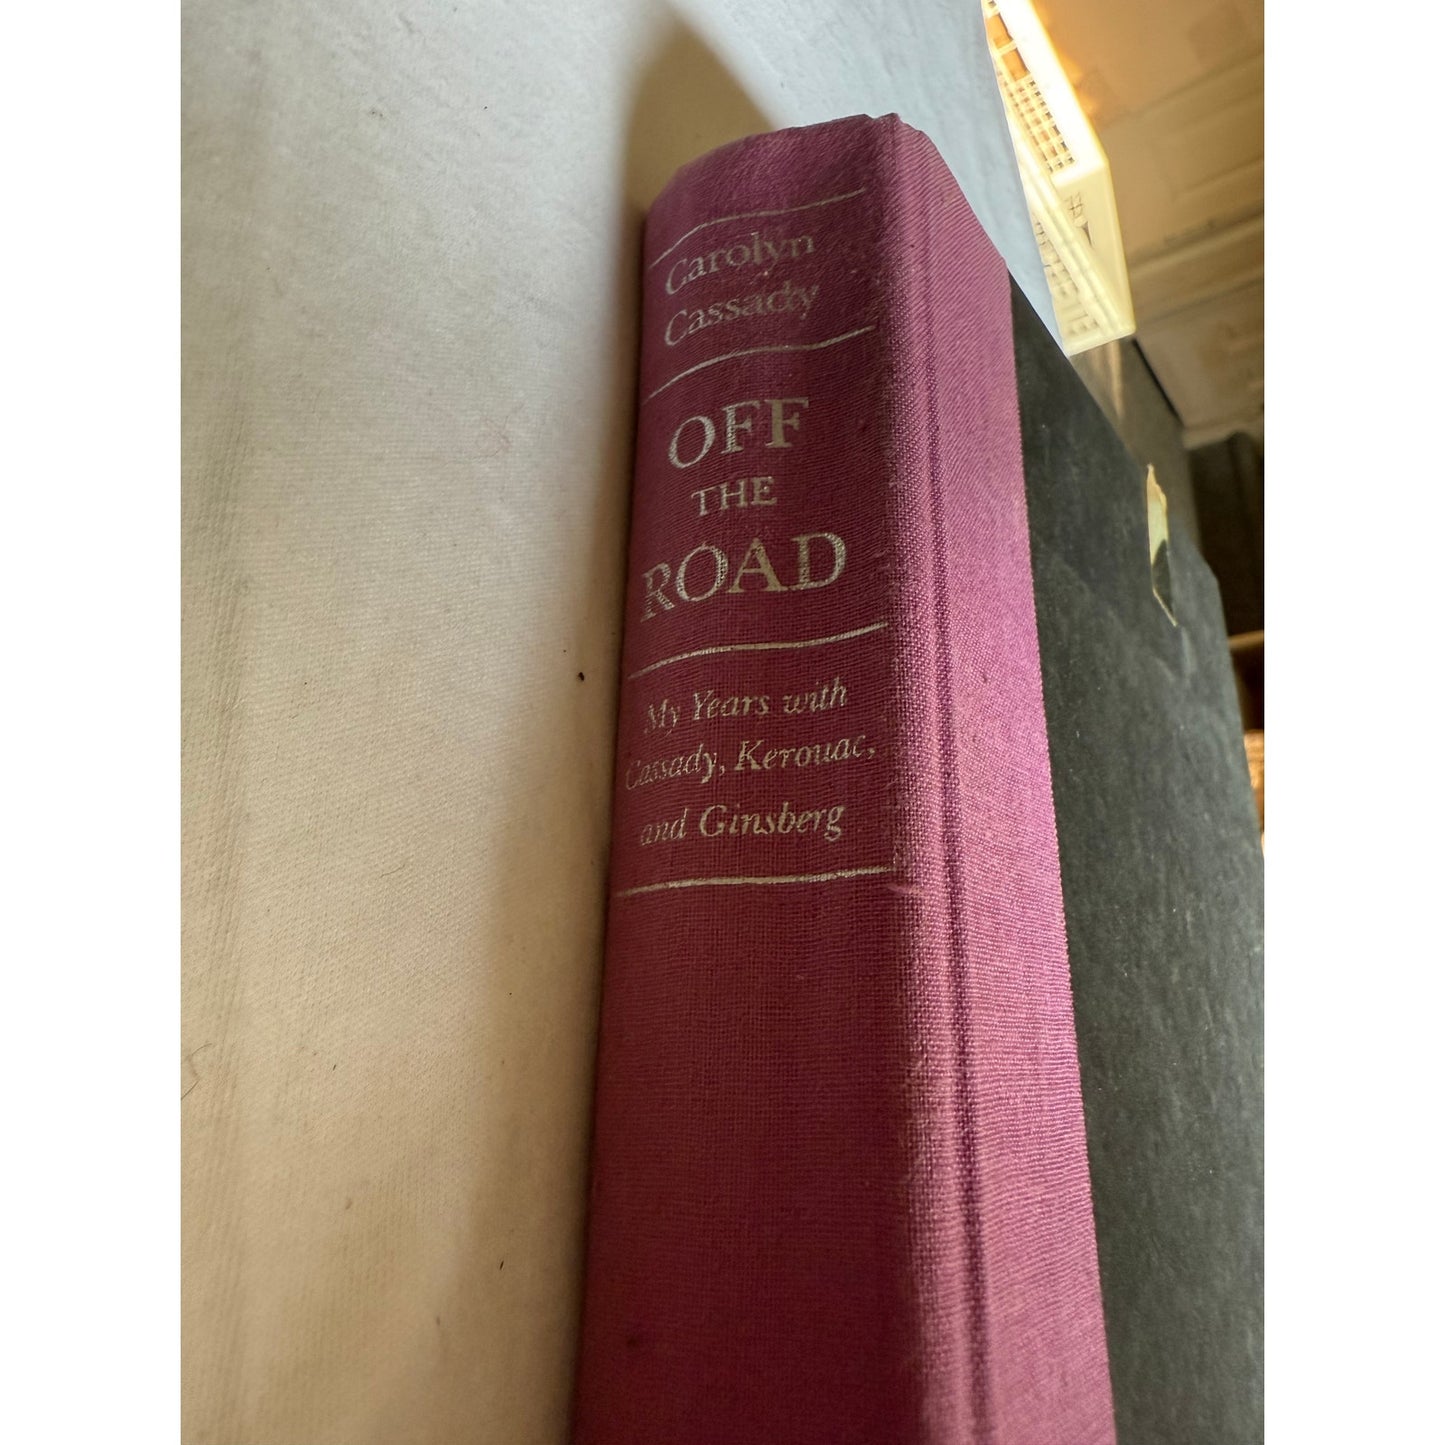 Carolyn
Cassady
OFF
THE
ROAD
My Years with
Cassady, Kerouac,
and Ginsberg